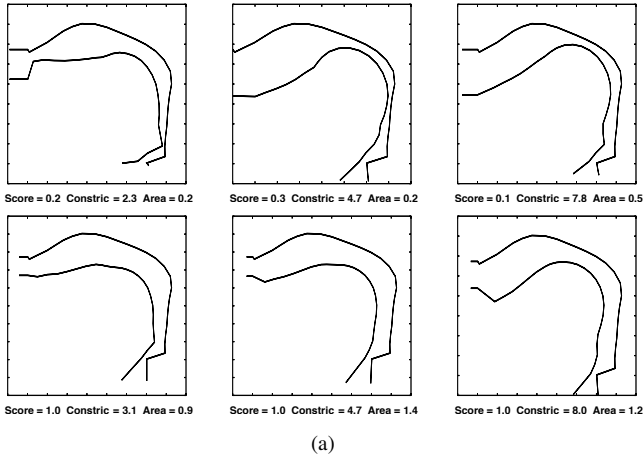 Score = 0.2 Constric = 2.3 Area = 0.2
Score = 0.3 Constric = 4.7 Area = 0.2
Score = 0.1 Constric = 7.8 Area = 0.5
Score = 1.0 Constric = 3.1 Area = 0.9
Score = 1.0 Constric = 4.7 Area = 1.4
Score = 1.0 Constric = 8.0 Area = 1.2
(a)